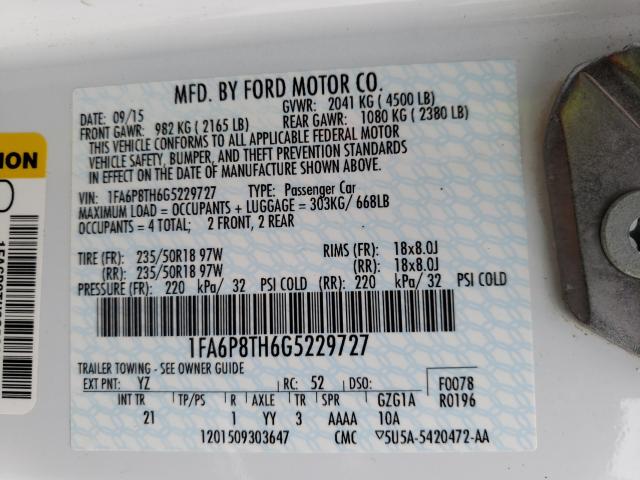 MFD. BY FORD MOTOR CO.
DATE: 09/15 GVWR: 2041 KG ( 4500 LB)
FRONT GAWR: 982 KG ( 2165 LB) REAR GAWR: 1080 KG ( 2380 LB)
THIS VEHICLE CONFORMS TO ALL APPLICABLE FEDERAL MOTOR
VEHICLE SAFETY, BUMPER, AND THEFT PREVENTION STANDARDS
IN EFFECT ON THE DATE OF MANUFACTURE SHOWN ABOVE.
VIN: 1FA6P8TH6G5229727 TYPE: Passenger Car
MAXIMUM LOAD = OCCUPANTS + LUGGAGE = 303KG/ 668LB
OCCUPANTS = 4 TOTAL; 2 FRONT, 2 REAR
TIRE (FR): 235/50R18 97W RIMS (FR): 18x8.0J
(RR): 235/50R18 97W (RR): 18x8.0J
PRESSURE (FR): 220 kPa/ 32 PSI COLD (RR): 220 kPa/ 32 PSI COLD
1FA6P8TH6G5229727
TRAILER TOWING - SEE OWNER GUIDE
EXT PNT: YZ RC: 52 DSO: F0078
INT TR TP/PS R AXLE TR SPR GZG1A R0196
21 1 YY 3 AAAA 10A
1201509303647 CMC ▽5U5A-5420472-AA